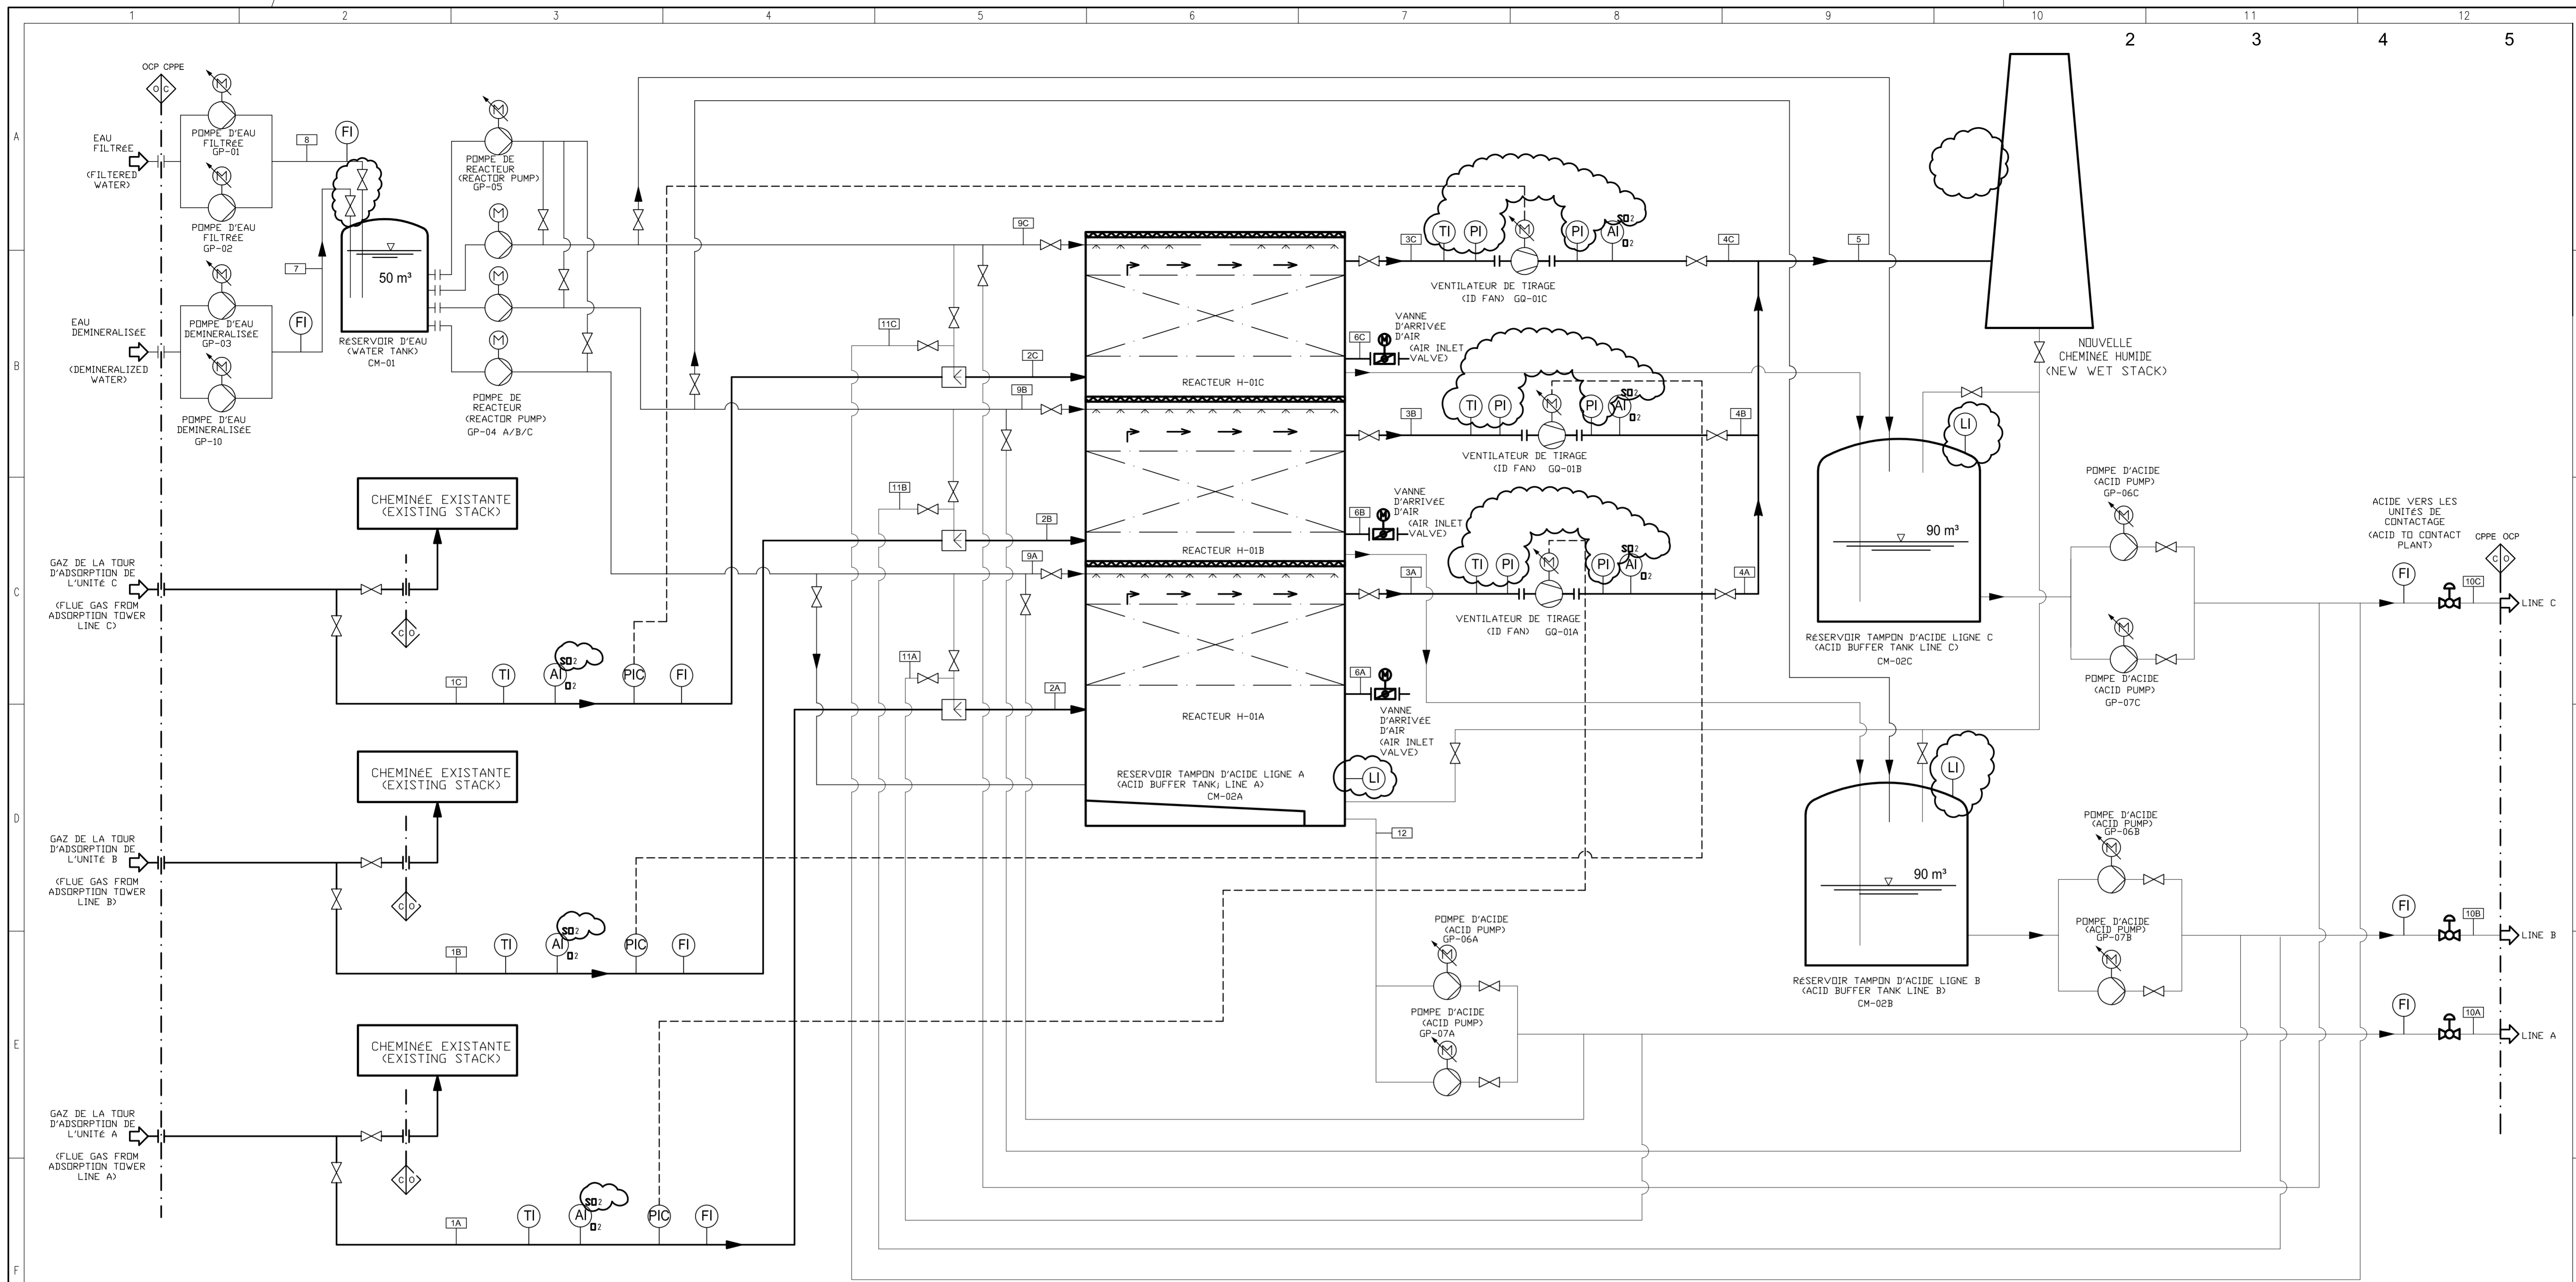 1 2 3 4 5 6 7 8 9 10 11 12
2 3 4 5
A
B
C
D
E
F
OCP CPPE
O C
EAU
FILTRéE
(FILTERED
WATER)
M
POMPE D'EAU
FILTRéE
GP-01
M
POMPE D'EAU
FILTRéE
GP-02
8
FI
7
EAU
DEMINERALISéE
(DEMINERALIZED
WATER)
M
POMPE D'EAU
DEMINERALISéE
GP-03
M
POMPE D'EAU
DEMINERALISéE
GP-10
FI
50 m³
RéSERVOIR D'EAU
(WATER TANK)
CM-01
M
POMPE DE
REACTEUR
(REACTOR PUMP)
GP-05
M
M
M
POMPE DE
REACTEUR
(REACTOR PUMP)
GP-04 A/B/C
CHEMINéE EXISTANTE
(EXISTING STACK)
GAZ DE LA TOUR
D'ADSORPTION DE
L'UNITé C
(FLUE GAS FROM
ADSORPTION TOWER
LINE C)
C O
1C
TI
AI
SO2
O2
PIC
FI
CHEMINéE EXISTANTE
(EXISTING STACK)
GAZ DE LA TOUR
D'ADSORPTION DE
L'UNITé B
(FLUE GAS FROM
ADSORPTION TOWER
LINE B)
C O
1B
TI
AI
SO2
O2
PIC
FI
CHEMINéE EXISTANTE
(EXISTING STACK)
GAZ DE LA TOUR
D'ADSORPTION DE
L'UNITé A
(FLUE GAS FROM
ADSORPTION TOWER
LINE A)
C O
1A
TI
AI
SO2
O2
PIC
FI
9C
11C
2C
9B
11B
2B
9A
11A
2A
REACTEUR H-01C
REACTEUR H-01B
REACTEUR H-01A
RESERVOIR TAMPON D'ACIDE LIGNE A
(ACID BUFFER TANK; LINE A)
CM-02A
LI
12
3C
TI
PI
M
PI
AI
SO2
O2
4C
5
VENTILATEUR DE TIRAGE
(ID FAN) GQ-01C
6C
M
VANNE
D'ARRIVéE
D'AIR
(AIR INLET
VALVE)
3B
TI
PI
M
PI
AI
SO2
O2
4B
VENTILATEUR DE TIRAGE
(ID FAN) GQ-01B
6B
M
VANNE
D'ARRIVéE
D'AIR
(AIR INLET
VALVE)
3A
TI
PI
M
PI
AI
SO2
O2
4A
VENTILATEUR DE TIRAGE
(ID FAN) GQ-01A
6A
M
VANNE
D'ARRIVéE
D'AIR
(AIR INLET
VALVE)
NOUVELLE
CHEMINéE HUMIDE
(NEW WET STACK)
LI
90 m³
RéSERVOIR TAMPON D'ACIDE LIGNE C
(ACID BUFFER TANK LINE C)
CM-02C
LI
90 m³
RéSERVOIR TAMPON D'ACIDE LIGNE B
(ACID BUFFER TANK LINE B)
CM-02B
POMPE D'ACIDE
(ACID PUMP)
GP-06C
M
M
POMPE D'ACIDE
(ACID PUMP)
GP-07C
POMPE D'ACIDE
(ACID PUMP)
GP-06B
M
POMPE D'ACIDE
(ACID PUMP)
GP-07B
M
POMPE D'ACIDE
(ACID PUMP)
GP-06A
M
POMPE D'ACIDE
(ACID PUMP)
GP-07A
M
ACIDE VERS LES
UNITéS DE
CONTACTAGE
(ACID TO CONTACT
PLANT)
CPPE OCP
C O
FI
10C
LINE C
FI
10B
LINE B
FI
10A
LINE A